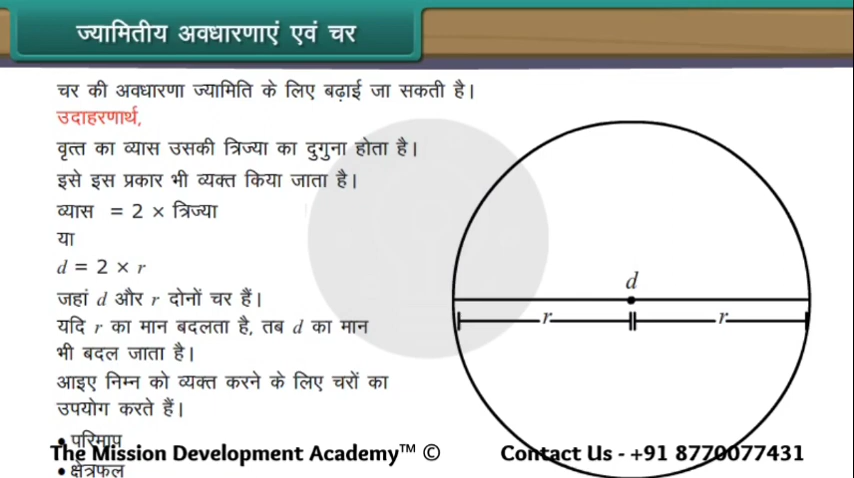 ज्यामितीय अवधारणाएं एवं चर
चर की अवधारणा ज्यामिति के लिए बढ़ाई जा सकती है।
उदाहरणार्थ,
वृत्त का व्यास उसकी त्रिज्या का दुगुना होता है।
इसे इस प्रकार भी व्यक्त किया जाता है।
व्यास = 2 × त्रिज्या
या
d = 2 × r
जहां d और r दोनों चर हैं।
यदि r का मान बदलता है, तब d का मान
भी बदल जाता है।
आइए निम्न को व्यक्त करने के लिए चरों का
उपयोग करते हैं।
• परिमाप
• क्षेत्रफल
d
r r
The Mission Development Academy™ © Contact Us - +91 8770077431